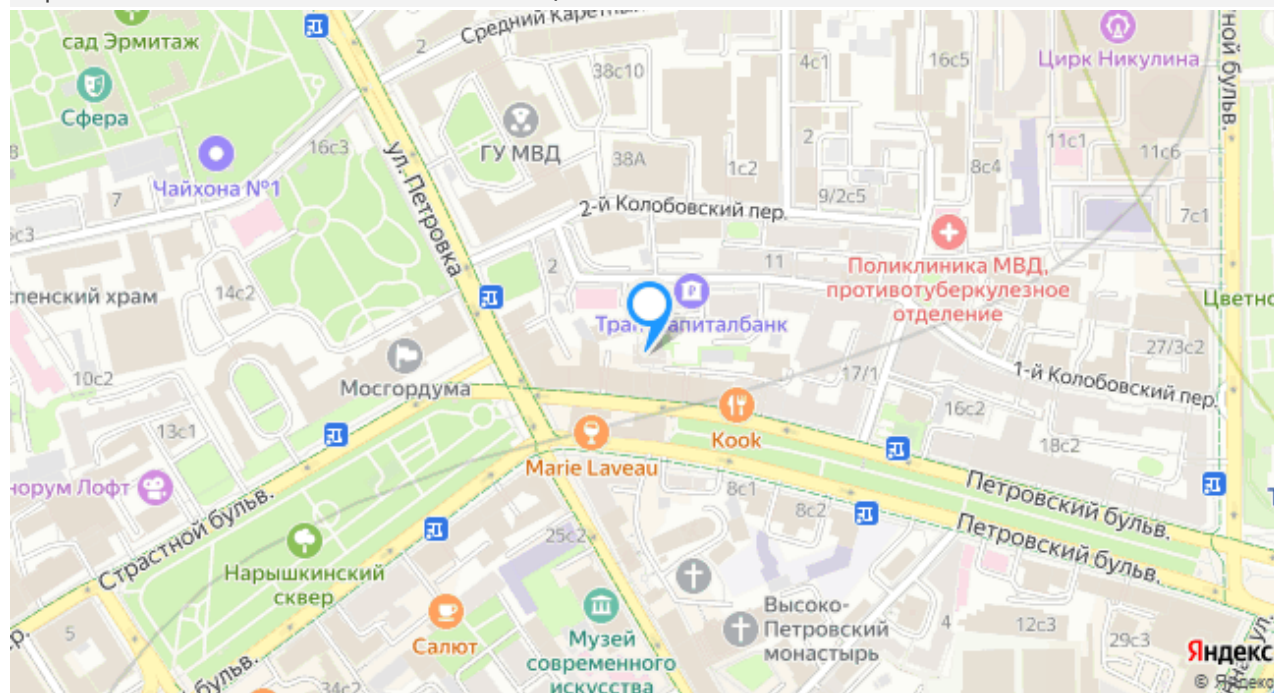 Средний Каретный
сад Эрмитаж
2
38с10
4с1
16с5
Цирк Никулина
Сфера
16с3
ул. Петровка
ГУ МВД
38А
1с2
2
8с4
11с1
11с6
Чайхона №1
7
9/2с5
7с1
2-й Колобовский пер.
2
11
Поликлиника МВД,
противотуберкулезное
отделение
14с2
Мосгордума
10с2
17/1
27/3с2
1-й Колобовский пер.
16с2
18с2
13с1
Kook
Marie Laveau
8с1
8с2
Петровский бульв.
Петровский бульв.
Страстной бульв.
25с2
Нарышкинский
сквер
Высоко-
Петровский
монастырь
4
12с3
29с3
5
Салют
Музей
современного
искусства
бульв.
34с2
Яндекс